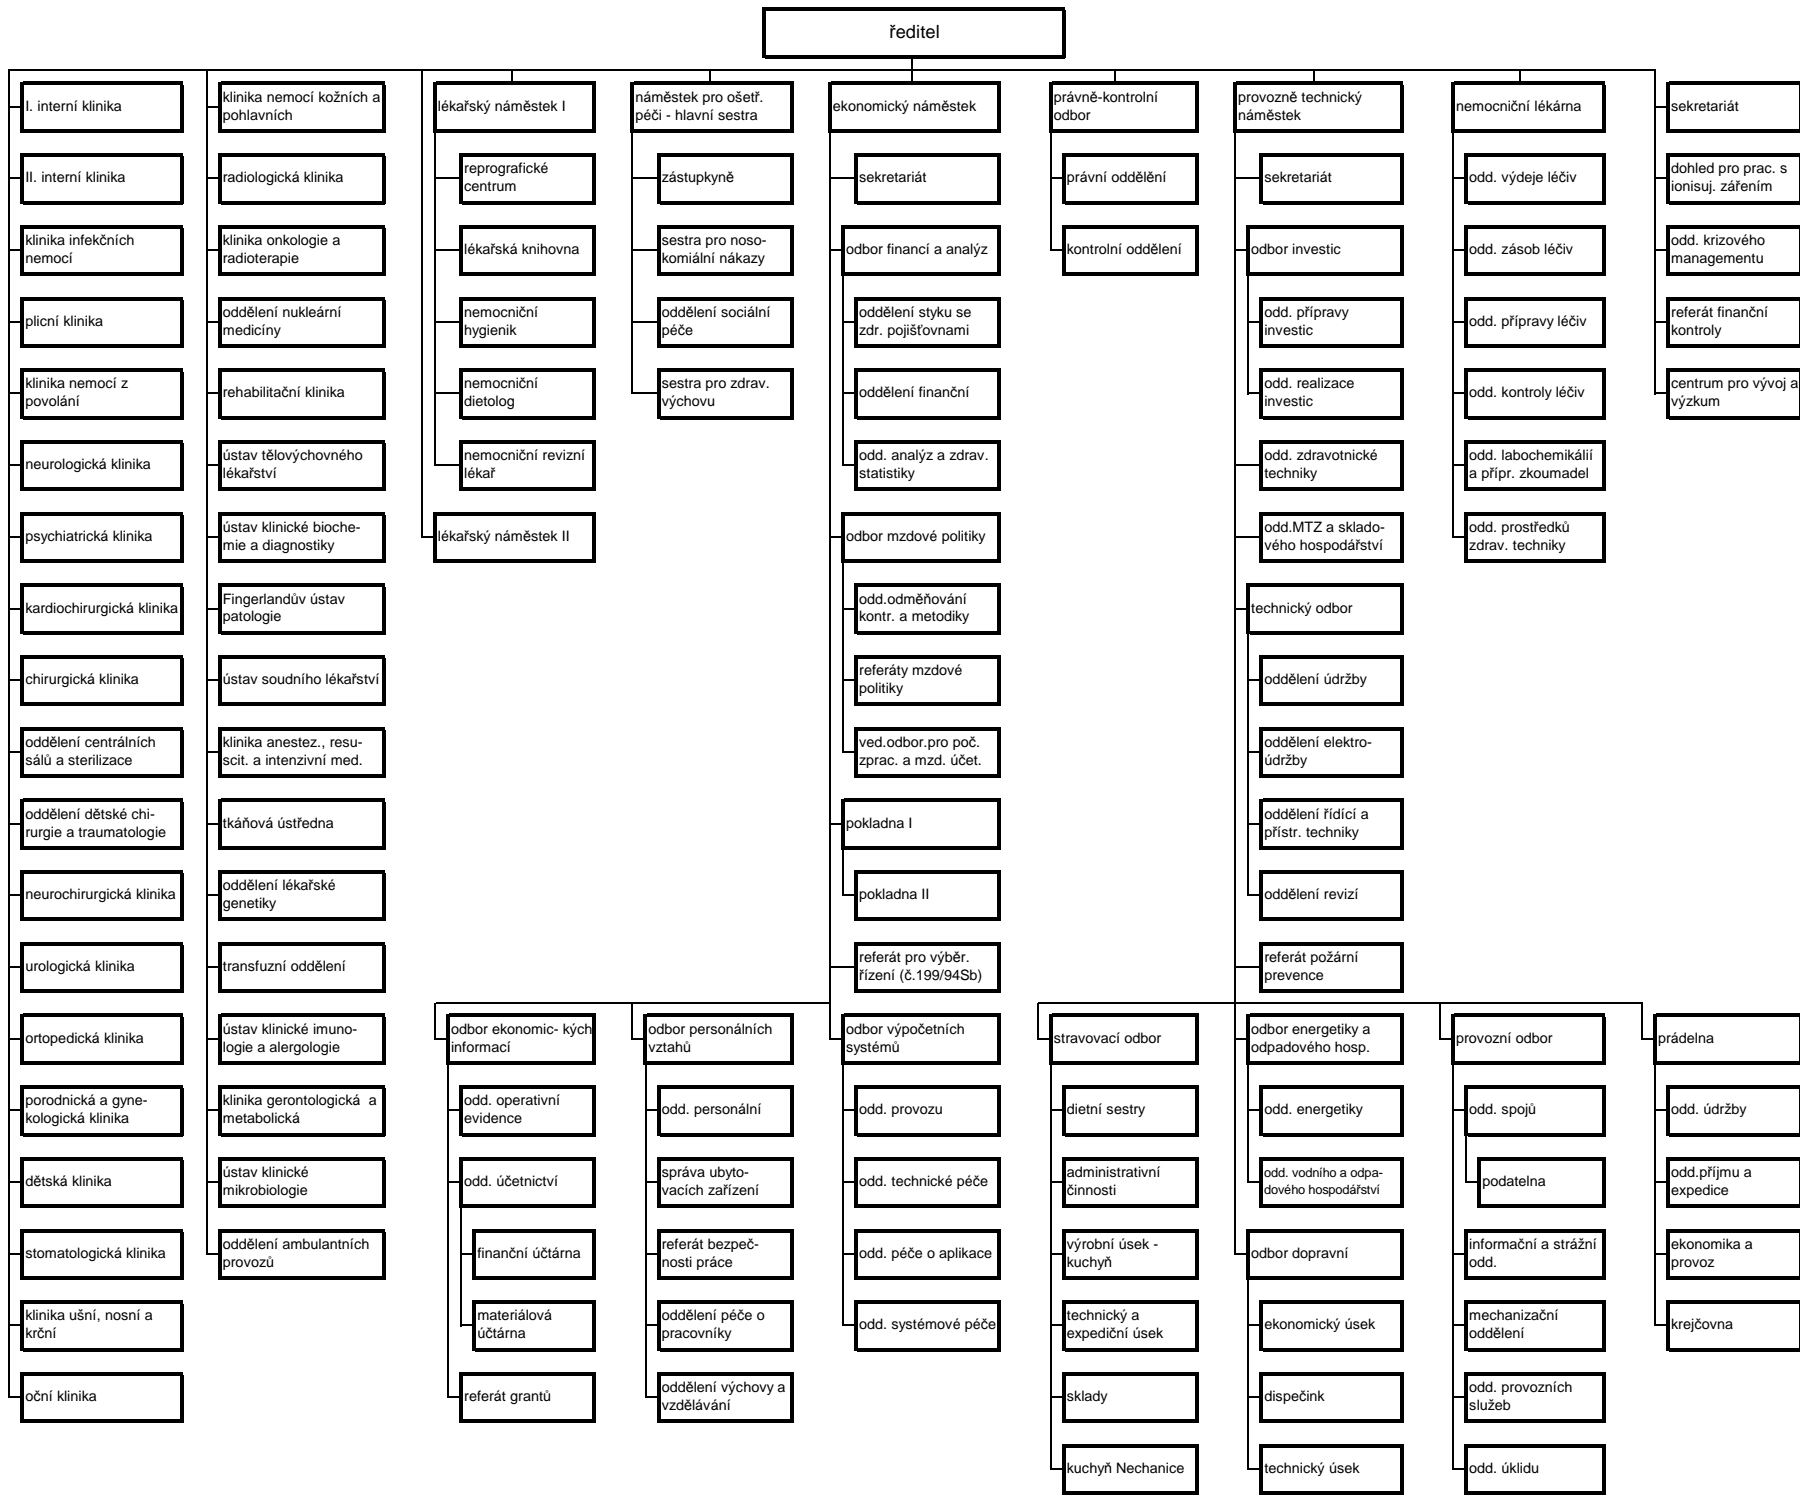 ředitel
I. interní klinika
II. interní klinika
klinika infekčních
nemocí
plicní klinika
klinika nemocí z
povolání
neurologická klinika
psychiatrická klinika
kardiochirurgická klinika
chirurgická klinika
oddělení centrálních
sálů a sterilizace
oddělení dětské chi-
rurgie a traumatologie
neurochirurgická klinika
urologická klinika
ortopedická klinika
porodnická a gyne-
kologická klinika
dětská klinika
stomatologická klinika
klinika ušní, nosní a
krční
oční klinika
klinika nemocí kožních a
pohlavních
radiologická klinika
klinika onkologie a
radioterapie
oddělení nukleární
medicíny
rehabilitační klinika
ústav tělovýchovného
lékařství
ústav klinické bioche-
mie a diagnostiky
Fingerlandův ústav
patologie
ústav soudního lékařství
klinika anestez., resu-
scit. a intenzivní med.
tkáňová ústředna
oddělení lékařské
genetiky
transfuzní oddělení
ústav klinické imuno-
logie a alergologie
klinika gerontologická a
metabolická
ústav klinické
mikrobiologie
oddělení ambulantních
provozů
lékařský náměstek I
reprografické
centrum
lékařská knihovna
nemocniční
hygienik
nemocniční
dietolog
nemocniční revizní
lékař
lékařský náměstek II
náměstek pro ošetř.
péči - hlavní sestra
zástupkyně
sestra pro noso-
komiální nákazy
oddělení sociální
péče
sestra pro zdrav.
výchovu
ekonomický náměstek
sekretariát
odbor financí a analýz
oddělení styku se
zdr. pojišťovnami
oddělení finanční
odd. analýz a zdrav.
statistiky
odbor mzdové politiky
odd.odměňování
kontr. a metodiky
referáty mzdové
politiky
ved.odbor.pro poč.
zprac. a mzd. účet.
pokladna I
pokladna II
referát pro výběr.
řízení (č.199/94Sb)
odbor ekonomic- kých
informací
odd. operativní
evidence
odd. účetnictví
finanční účtárna
materiálová
účtárna
referát grantů
odbor personálních
vztahů
odd. personální
správa ubyto-
vacích zařízení
referát bezpeč-
nosti práce
oddělení péče o
pracovníky
oddělení výchovy a
vzdělávání
odbor výpočetních
systémů
odd. provozu
odd. technické péče
odd. péče o aplikace
odd. systémové péče
právně-kontrolní
odbor
právní oddělění
kontrolní oddělení
provozně technický
náměstek
sekretariát
odbor investic
odd. přípravy
investic
odd. realizace
investic
odd. zdravotnické
techniky
odd.MTZ a sklado-
vého hospodářství
technický odbor
oddělení údržby
oddělení elektro-
údržby
oddělení řídící a
přístr. techniky
oddělení revizí
referát požární
prevence
stravovací odbor
dietní sestry
administrativní
činnosti
výrobní úsek -
kuchyň
technický a
expediční úsek
sklady
kuchyň Nechanice
odbor energetiky a
odpadového hosp.
odd. energetiky
odd. vodního a odpa-
dového hospodářství
odbor dopravní
ekonomický úsek
dispečink
technický úsek
provozní odbor
odd. spojů
podatelna
informační a strážní
odd.
mechanizační
oddělení
odd. provozních
služeb
odd. úklidu
prádelna
odd. údržby
odd.příjmu a
expedice
ekonomika a
provoz
krejčovna
nemocniční lékárna
odd. výdeje léčiv
odd. zásob léčiv
odd. přípravy léčiv
odd. kontroly léčiv
odd. labochemikálií
a přípr. zkoumadel
odd. prostředků
zdrav. techniky
sekretariát
dohled pro prac. s
ionisuj. zářením
odd. krizového
managementu
referát finanční
kontroly
centrum pro vývoj a
výzkum